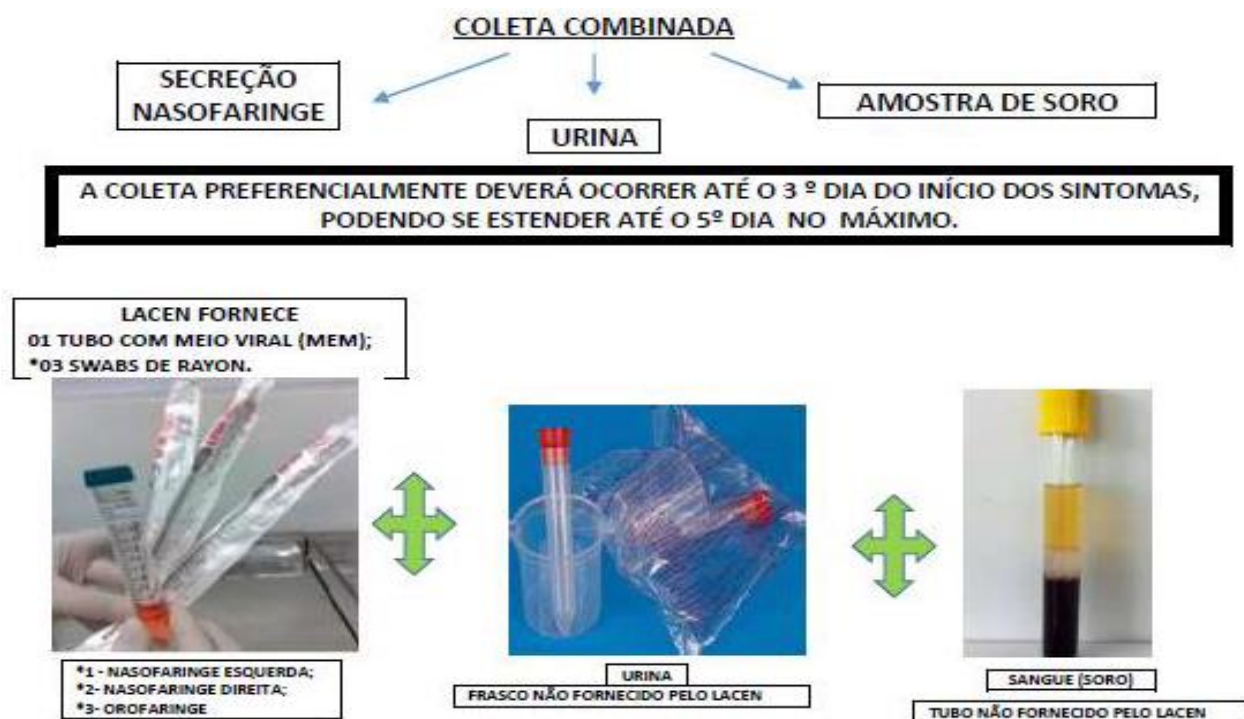 COLETA COMBINADA
SECREÇÃO
NASOFARINGE
URINA
AMOSTRA DE SORO
A COLETA PREFERENCIALMENTE DEVERÁ OCORRER ATÉ O 3 º DIA DO INÍCIO DOS SINTOMAS,
PODENDO SE ESTENDER ATÉ O 5º DIA NO MÁXIMO.
LACEN FORNECE
01 TUBO COM MEIO VIRAL (MEM);
*03 SWABS DE RAYON.
*1 - NASOFARINGE ESQUERDA;
*2- NASOFARINGE DIREITA;
*3- OROFARINGE
URINA
FRASCO NÃO FORNECIDO PELO LACEN
SANGUE (SORO)
TUBO NÃO FORNECIDO PELO LACEN